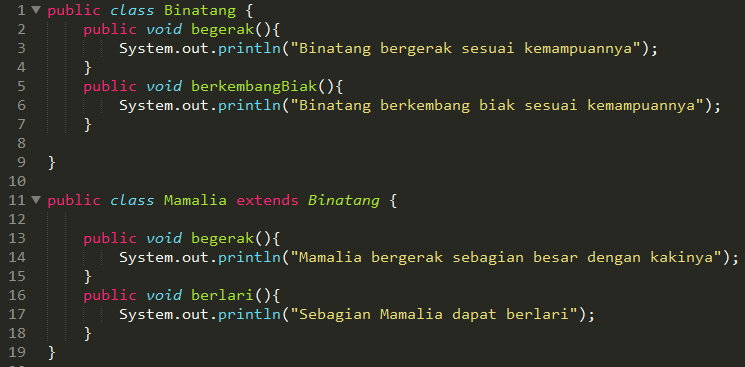 1 public class Binatang {
2 public void begerak(){
3 System.out.println("Binatang bergerak sesuai kemampuannya");
4 }
5 public void berkembangBiak(){
6 System.out.println("Binatang berkembang biak sesuai kemampuannya");
7 }
8
9 }
10
11 public class Mamalia extends Binatang {
12
13 public void begerak(){
14 System.out.println("Mamalia bergerak sebagian besar dengan kakinya");
15 }
16 public void berlari(){
17 System.out.println("Sebagian Mamalia dapat berlari");
18 }
19 }